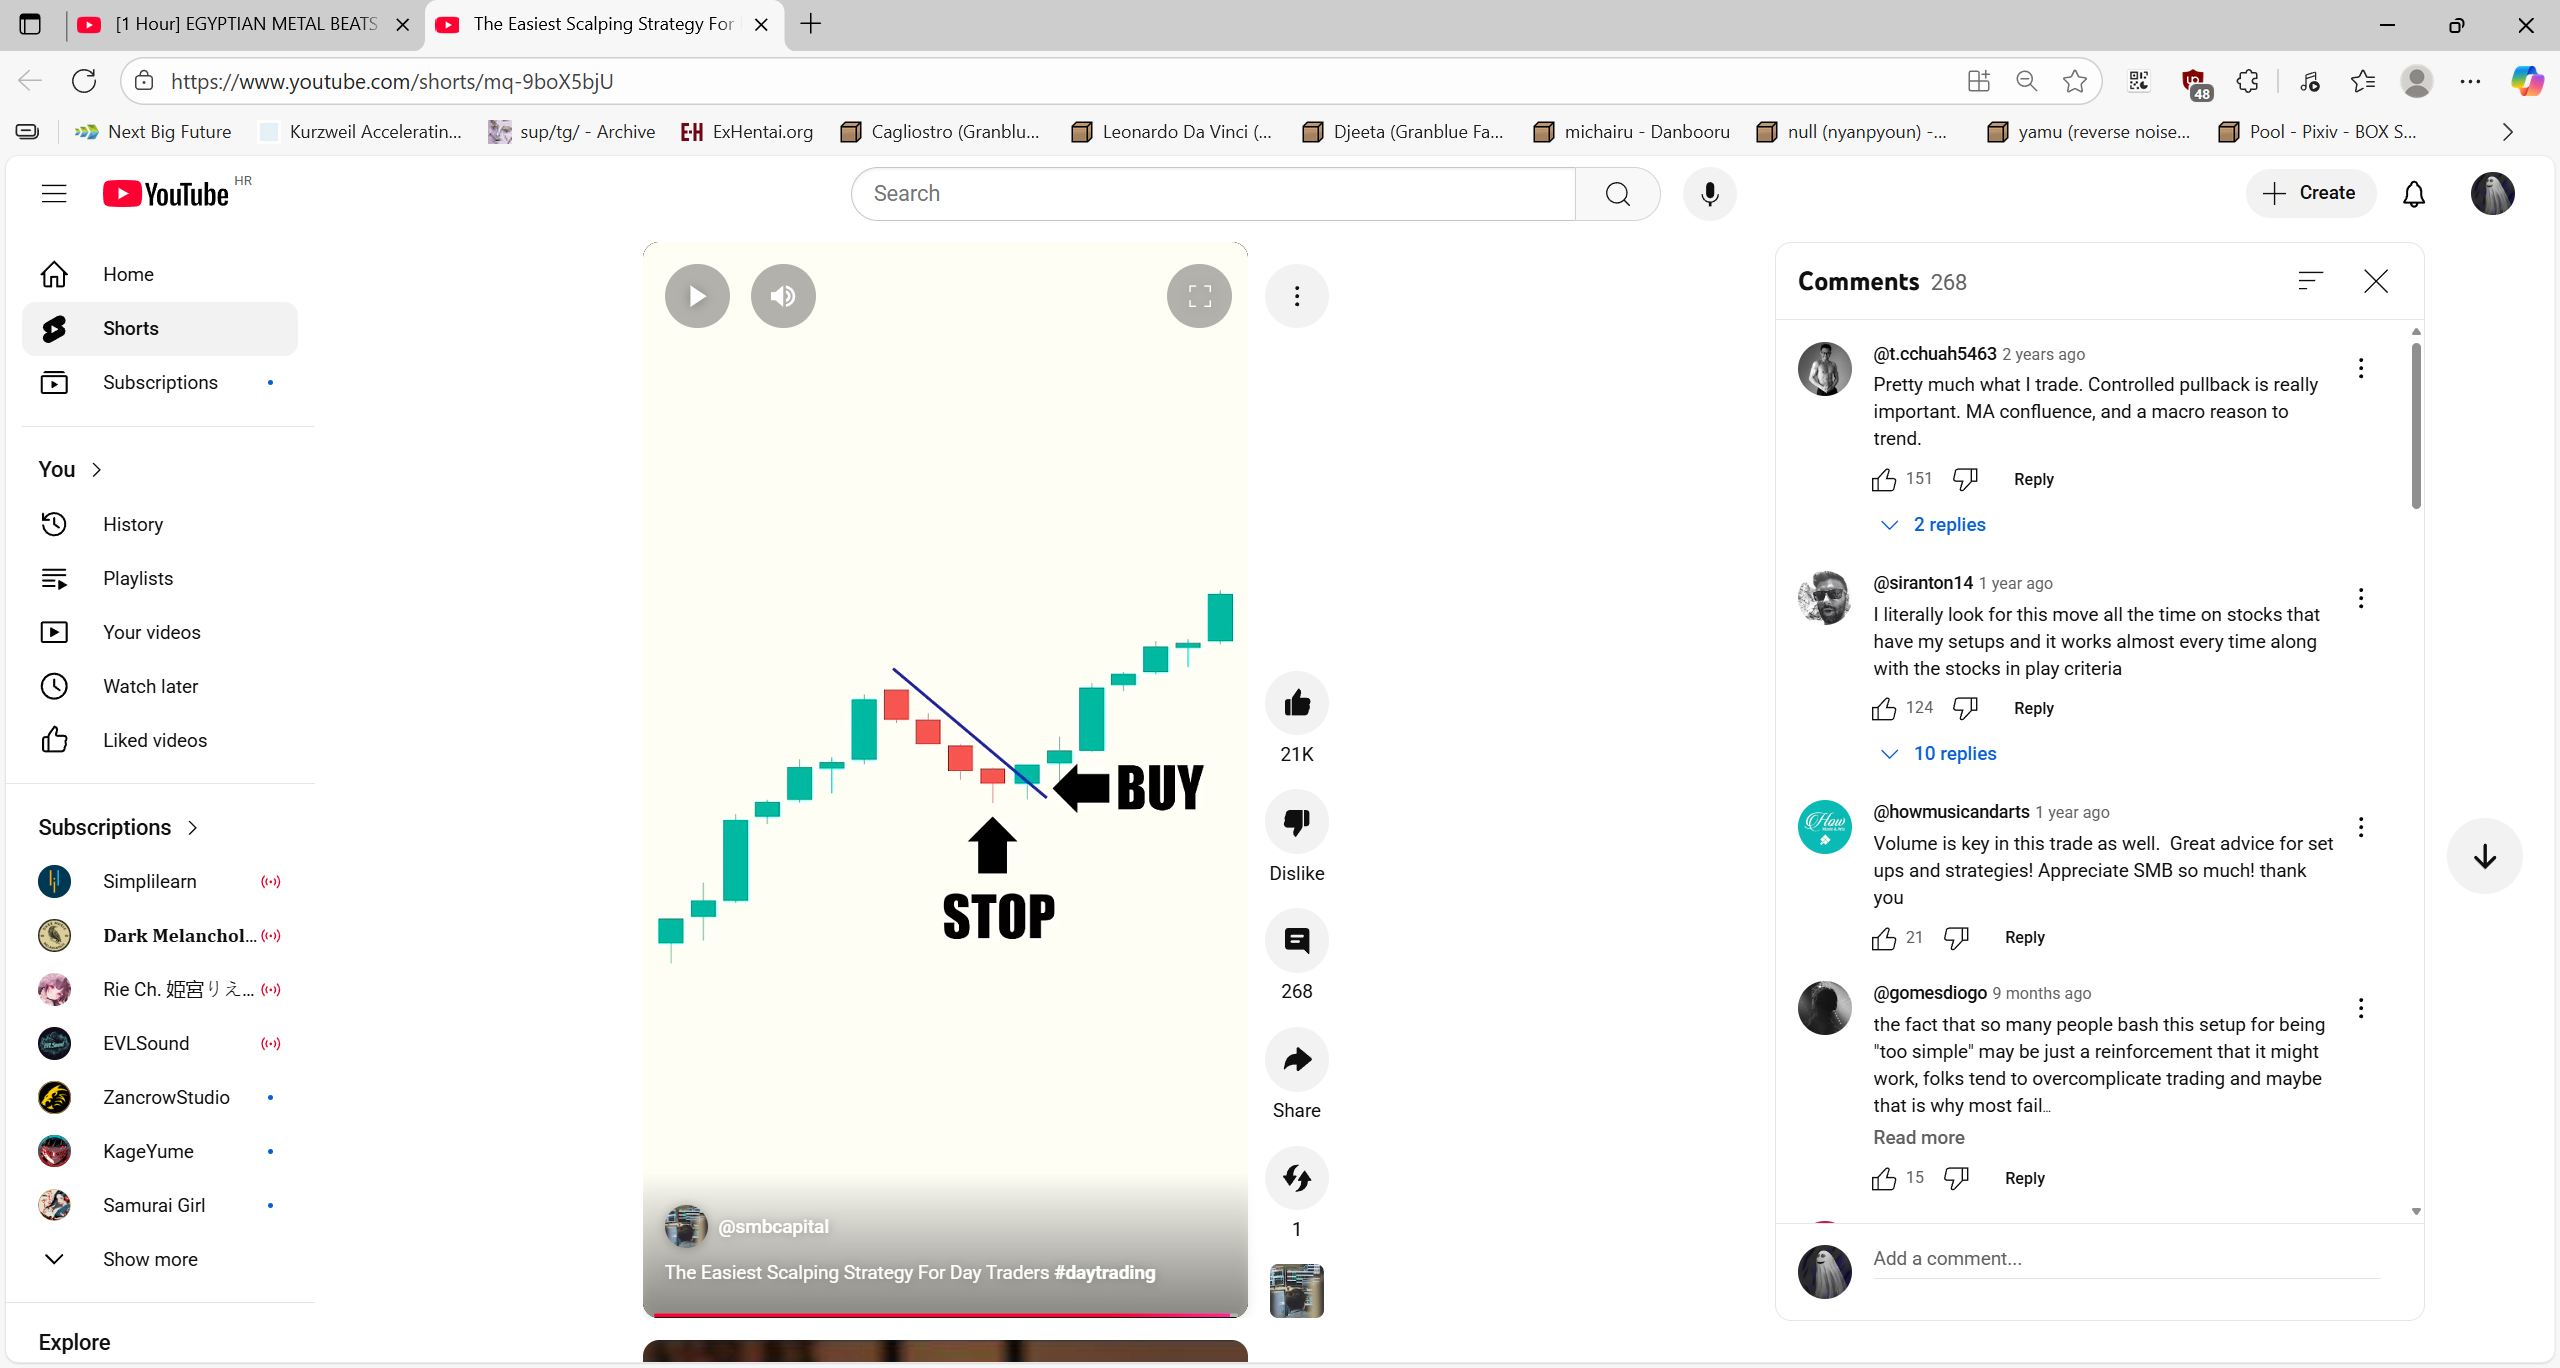 [1 Hour] EGYPTIAN METAL BEATS
The Easiest Scalping Strategy For
https://www.youtube.com/shorts/mq-9boX5bjU
48
Next Big Future
Kurzweil Acceleratin...
sup/tg/ - Archive
E-H ExHentai.org
Cagliostro (Granblu...
Leonardo Da Vinci (...
Djeeta (Granblue Fa...
michairu - Danbooru
null (nyanpyoun) -...
yamu (reverse noise...
Pool - Pixiv - BOX S...
YouTube HR
Search
Create
Home
Shorts
Subscriptions
You
History
Playlists
Your videos
Watch later
Liked videos
Subscriptions
Simplilearn
Dark Melanchol...
Rie Ch. 姫宮りえ...
EVLSound
ZancrowStudio
KageYume
Samurai Girl
Show more
Explore
BUY
STOP
@smbcapital
The Easiest Scalping Strategy For Day Traders #daytrading
21K
Dislike
268
Share
1
Comments 268
@t.cchuah5463 2 years ago
Pretty much what I trade. Controlled pullback is really
important. MA confluence, and a macro reason to
trend.
151
Reply
2 replies
@siranton14 1 year ago
I literally look for this move all the time on stocks that
have my setups and it works almost every time along
with the stocks in play criteria
124
Reply
10 replies
@howmusicandarts 1 year ago
Volume is key in this trade as well.  Great advice for set
ups and strategies! Appreciate SMB so much! thank
you
21
Reply
@gomesdiogo 9 months ago
the fact that so many people bash this setup for being
"too simple" may be just a reinforcement that it might
work, folks tend to overcomplicate trading and maybe
that is why most fail...
Read more
15
Reply
Add a comment...